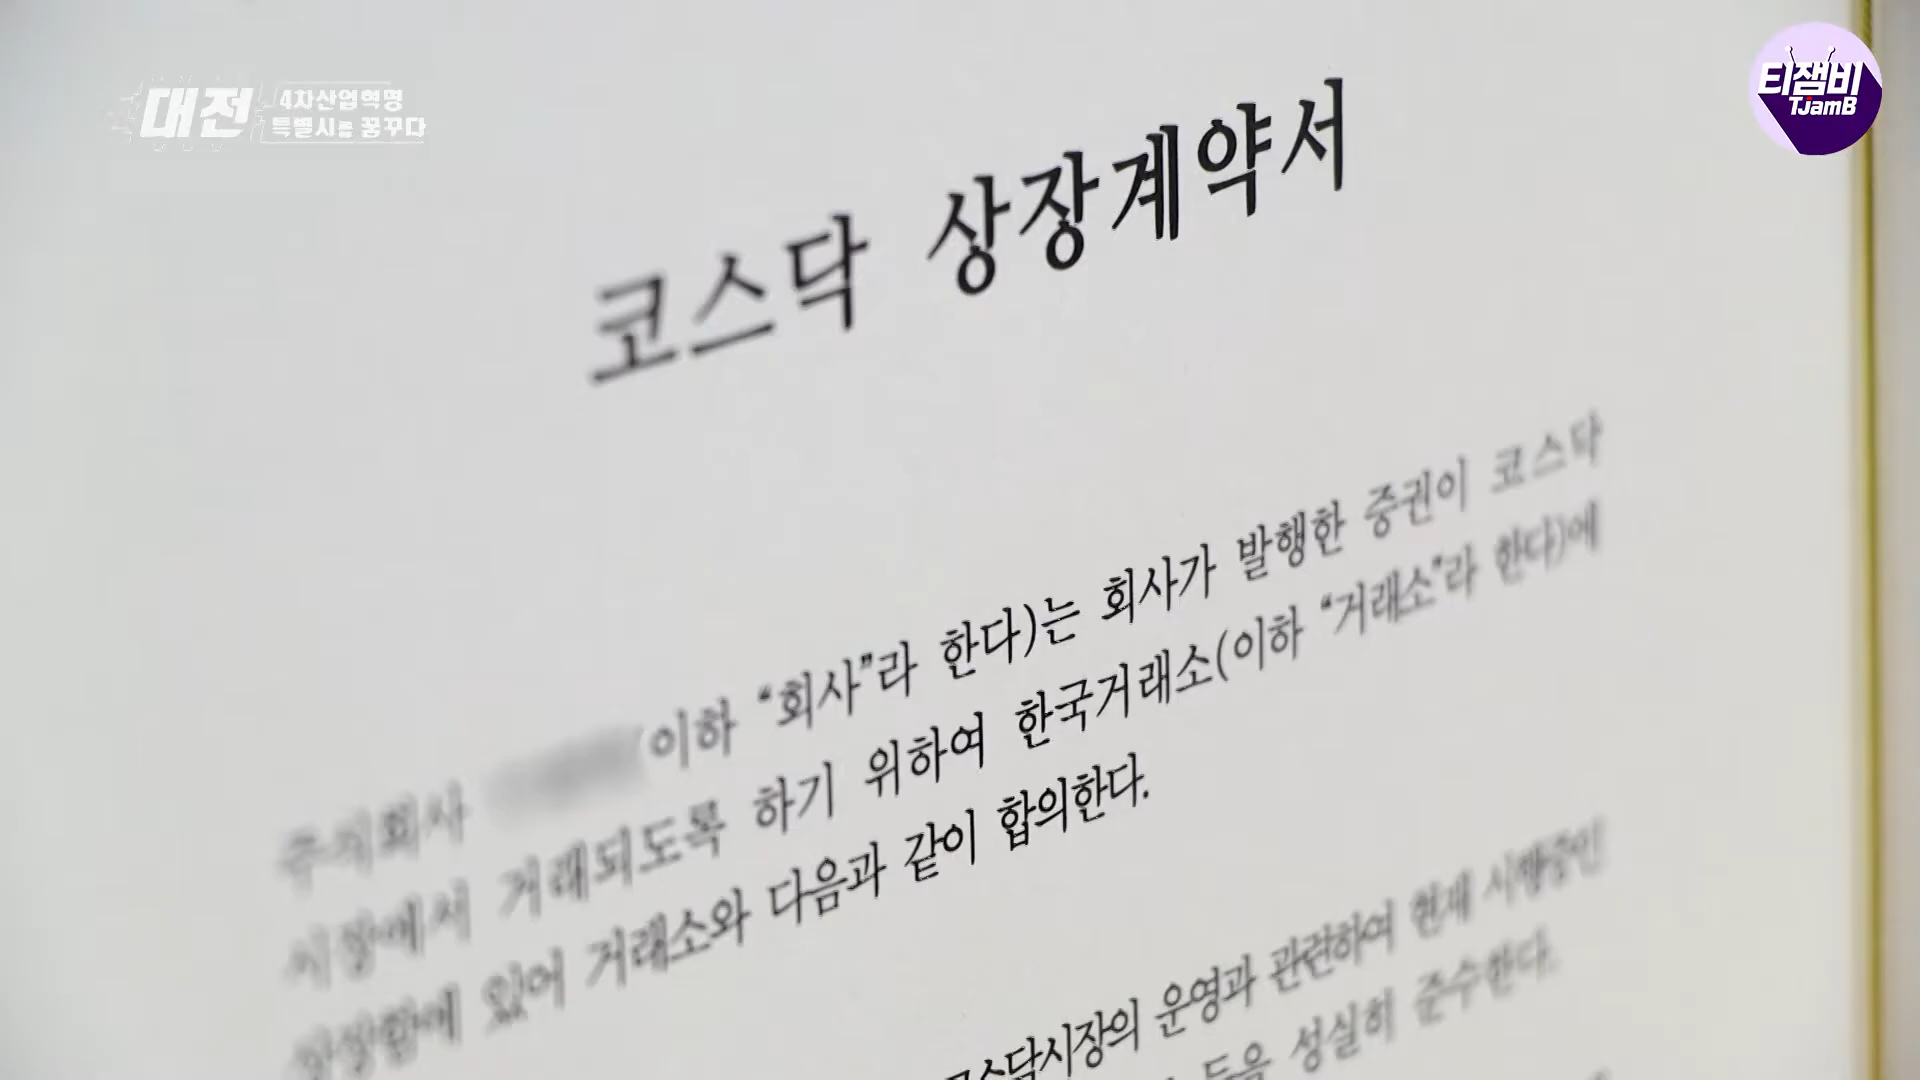 대전
4차산업혁명
특별시를 꿈꾸다
티잼비
TJamB
코스닥 상장계약서
주식회사 이하 “회사”라 한다)는 회사가 발행한 증권이 코스닥
시장에서 거래되도록 하기 위하여 한국거래소(이하 “거래소”라 한다)에
상장함에 있어 거래소와 다음과 같이 합의한다.
코스닥시장의 운영과 관련하여 현재 시행중인
등을 성실히 준수한다.